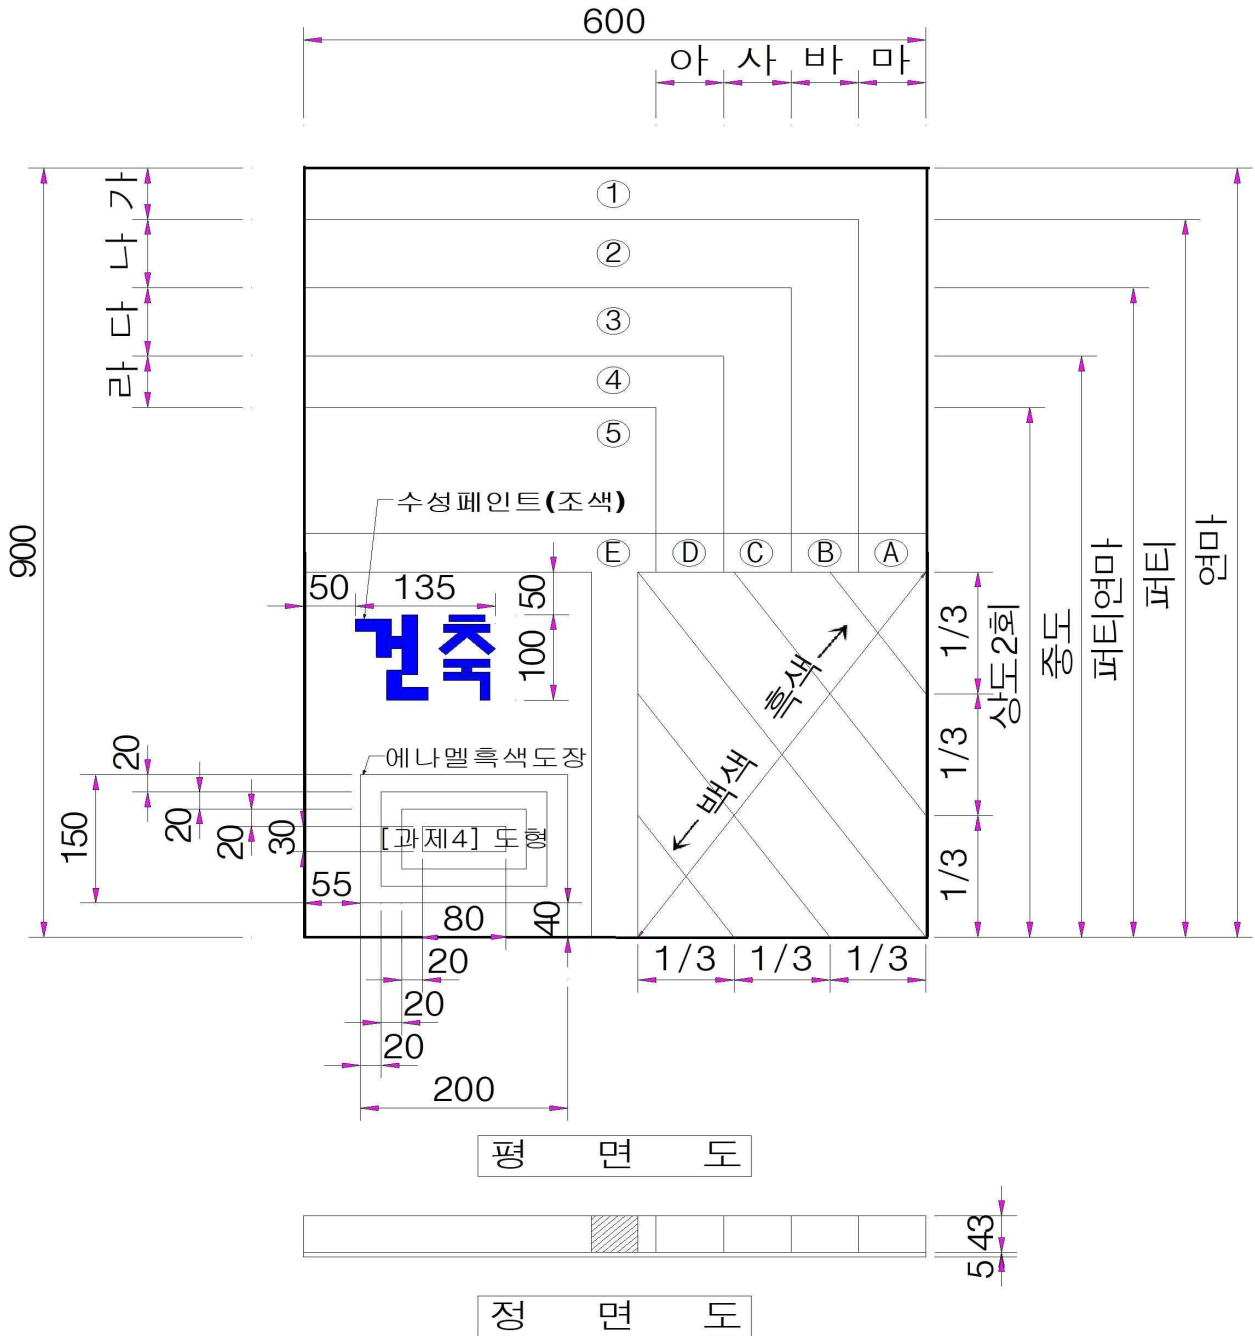 600
아 사 바 마
가
나
다
라
900
①
②
③
④
⑤
수성페인트(조색)
Ⓔ Ⓓ Ⓒ Ⓑ Ⓐ
50 135 50
100
건축
흑색
백색
1/3
1/3
1/3
상도2회
중도
퍼티연마
퍼티
연마
에나멜흑색도장
20
20
20
30
150
[과제4] 도형
55
80
40
20
20
20
200
1/3 1/3 1/3
평 면 도
43
5
정 면 도